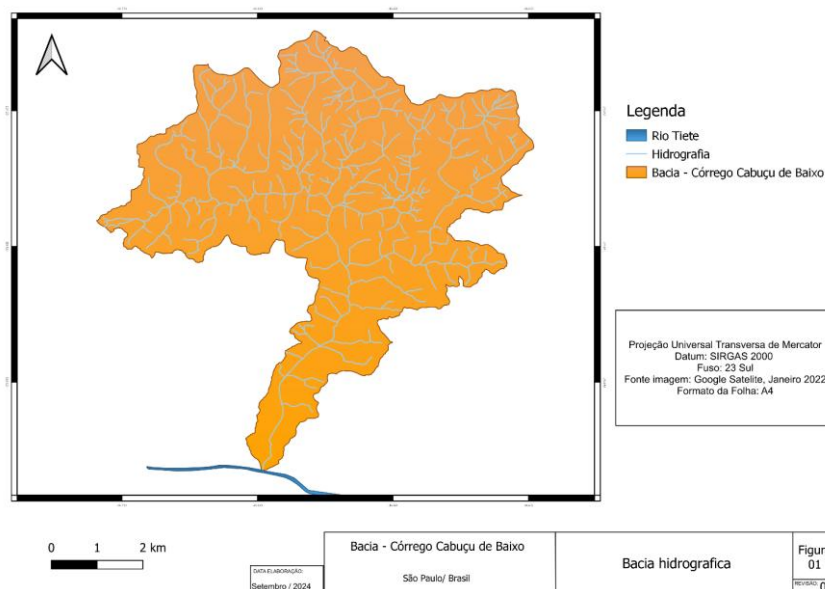 Legenda
Rio Tiete
Hidrografia
Bacia - Córrego Cabuçu de Baixo
Projeção Universal Transversa de Mercator
Datum: SIRGAS 2000
Fuso: 23 Sul
Fonte imagem: Google Satelite, Janeiro 2022
Formato da Folha: A4
0 1 2 km
DATA ELABORAÇÃO:
Setembro / 2024
Bacia - Córrego Cabuçu de Baixo
São Paulo/ Brasil
Bacia hidrografica
Figur
01
REVISÃO: 0